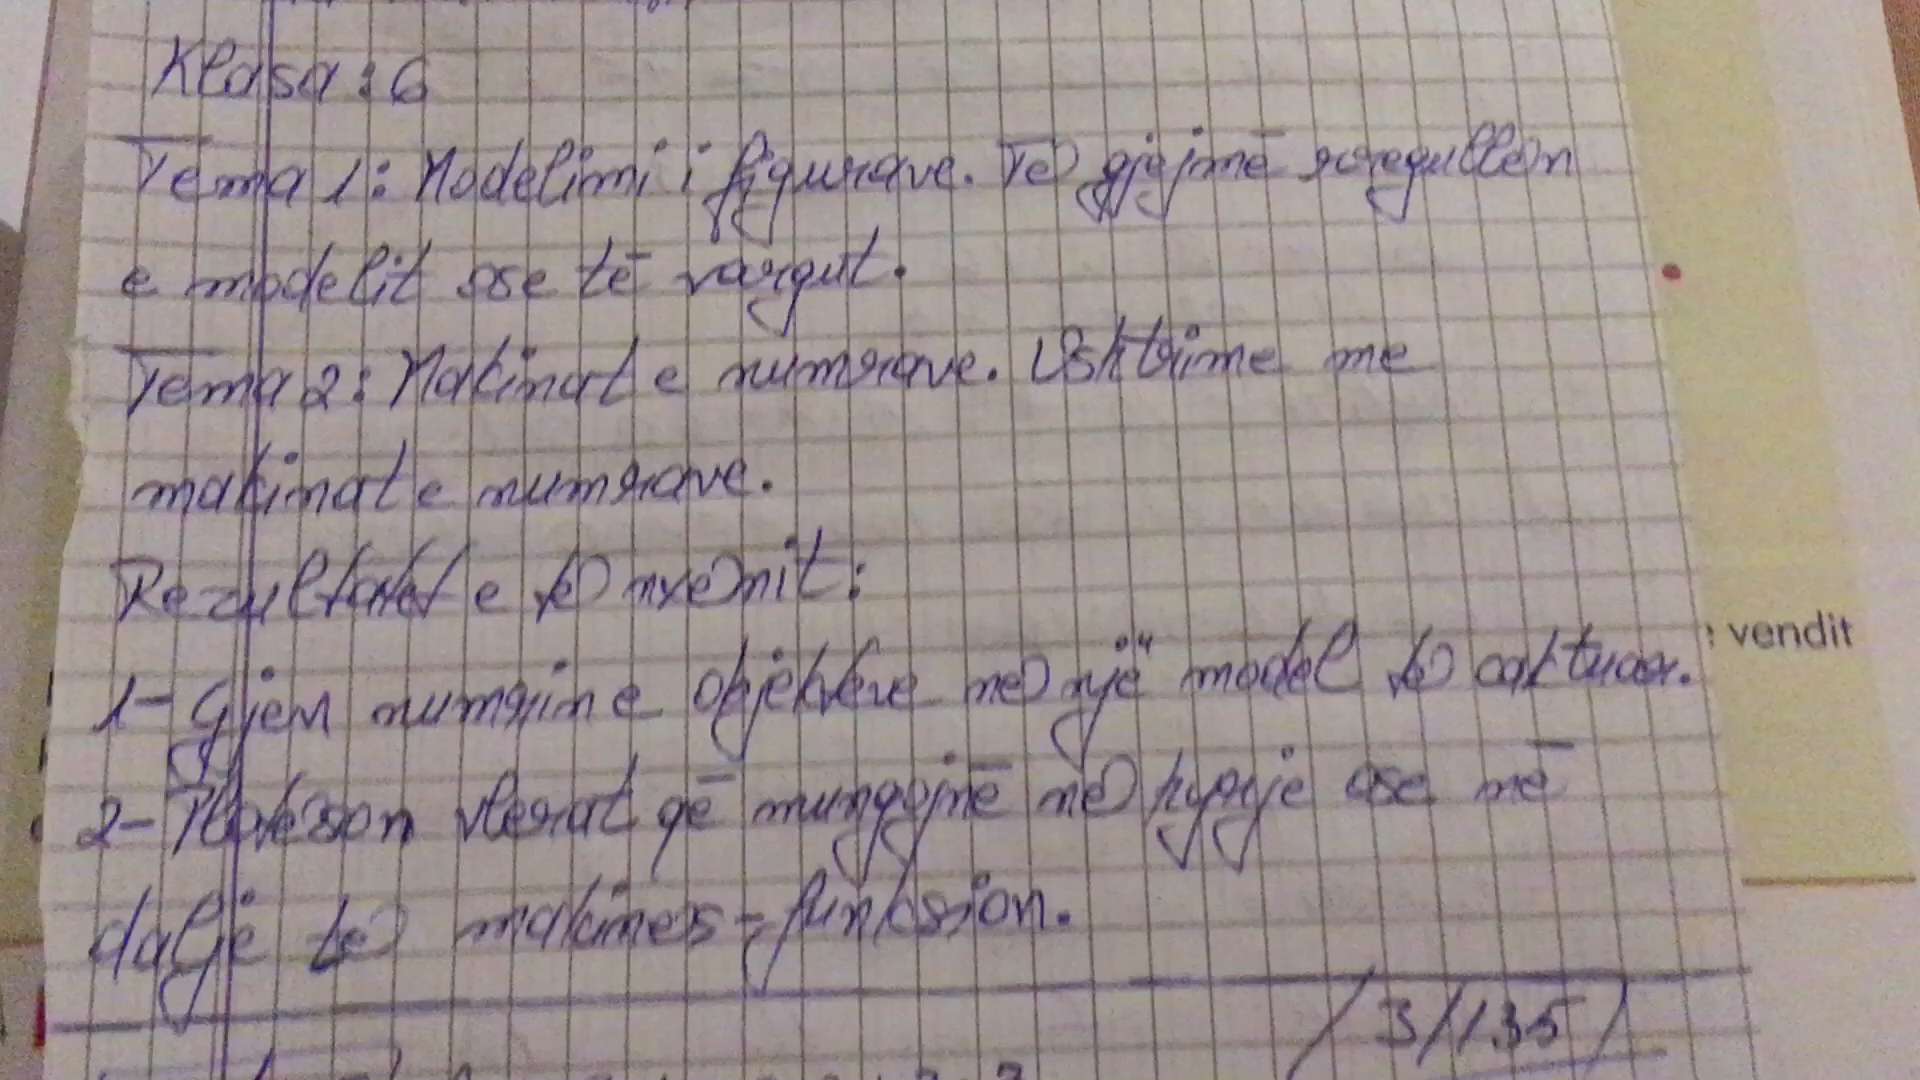 Klasa: 6
Tema 1: Modelimi i figurave. Të gjejmë rregullën
e modelit ose të vargut.
Tema 2: Makinat e numrave. Ushtrime me
makinat e numrave.
Rezultatet e të nxënit:
1- Gjen numrin e objekteve në një model të caktuar.
2- Plotëson vlerat që mungojnë në hyrje ose në
dalje të makinës-funksion.
3/135
: vendit